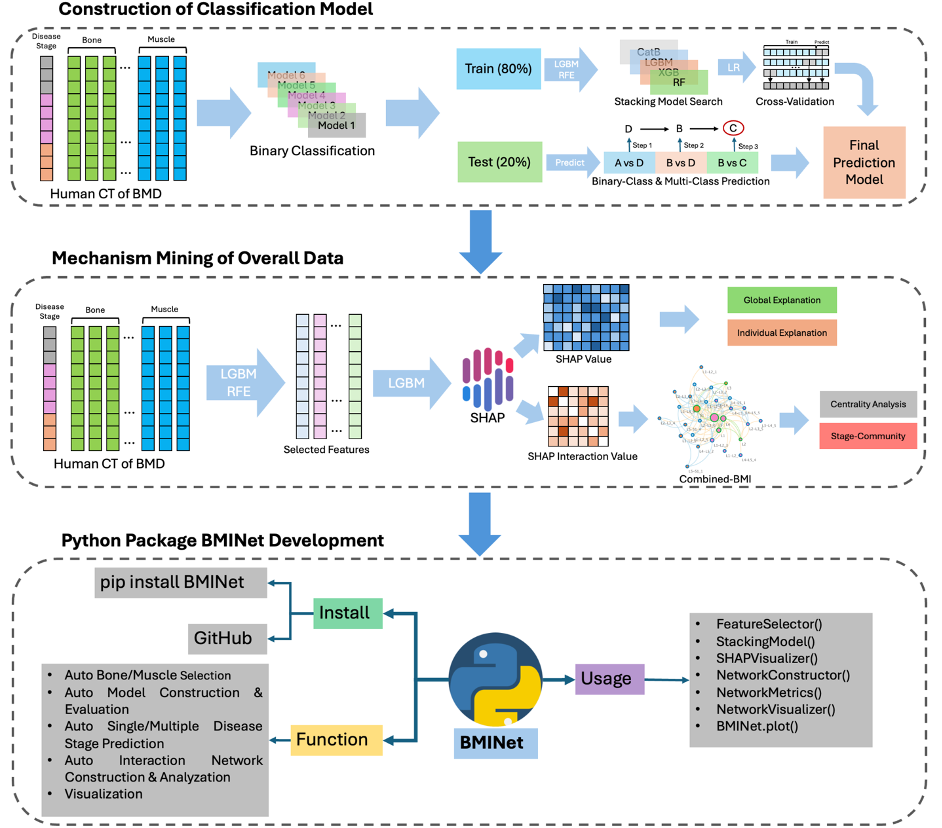 Construction of Classification Model
Disease
Stage
Bone
Muscle
...
...
Human CT of BMD
Model 6
Model 5
Model 4
Model 3
Model 2
Model 1
Binary Classification
Train (80%)
LGBM
RFE
CatB
LGBM
XGB
RF
Stacking Model Search
LR
Train
Predict
...
Cross-Validation
Test (20%)
Predict
D
B
C
Step 1
Step 2
Step 3
A vs D
B vs D
B vs C
Binary-Class & Multi-Class Prediction
Final
Prediction
Model
Mechanism Mining of Overall Data
Disease
Stage
Bone
Muscle
...
...
Human CT of BMD
LGBM
RFE
...
...
Selected Features
LGBM
SHAP
SHAP Value
SHAP Interaction Value
Global Explanation
Individual Explanation
Combined-BMI
Centrality Analysis
Stage-Community
Python Package BMINet Development
pip install BMINet
GitHub
Install
• Auto Bone/Muscle Selection
• Auto Model Construction &
Evaluation
• Auto Single/Multiple Disease
Stage Prediction
• Auto Interaction Network
Construction & Analyzation
• Visualization
Function
BMINet
Usage
• FeatureSelector()
• StackingModel()
• SHAPVisualizer()
• NetworkConstructor()
• NetworkMetrics()
• NetworkVisualizer()
• BMINet.plot()